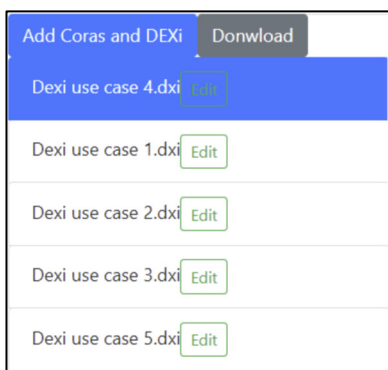 Add Coras and DEXi Donwload
Dexi use case 4.dxi Edit
Dexi use case 1.dxi Edit
Dexi use case 2.dxi Edit
Dexi use case 3.dxi Edit
Dexi use case 5.dxi Edit